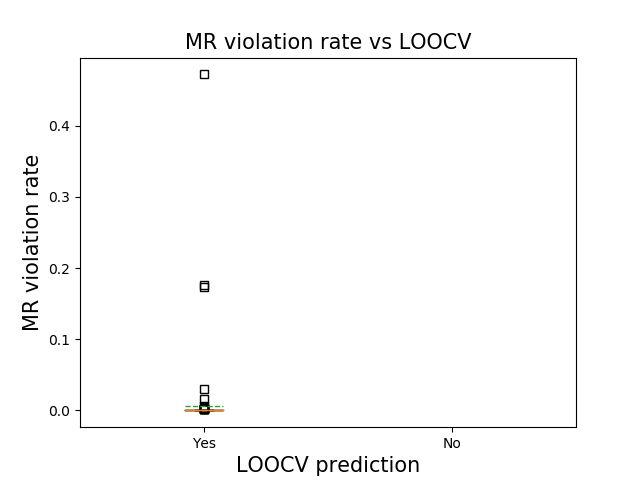 MR violation rate vs LOOCV
MR violation rate
0.4
0.3
0.2
0.1
0.0
Yes
No
LOOCV prediction